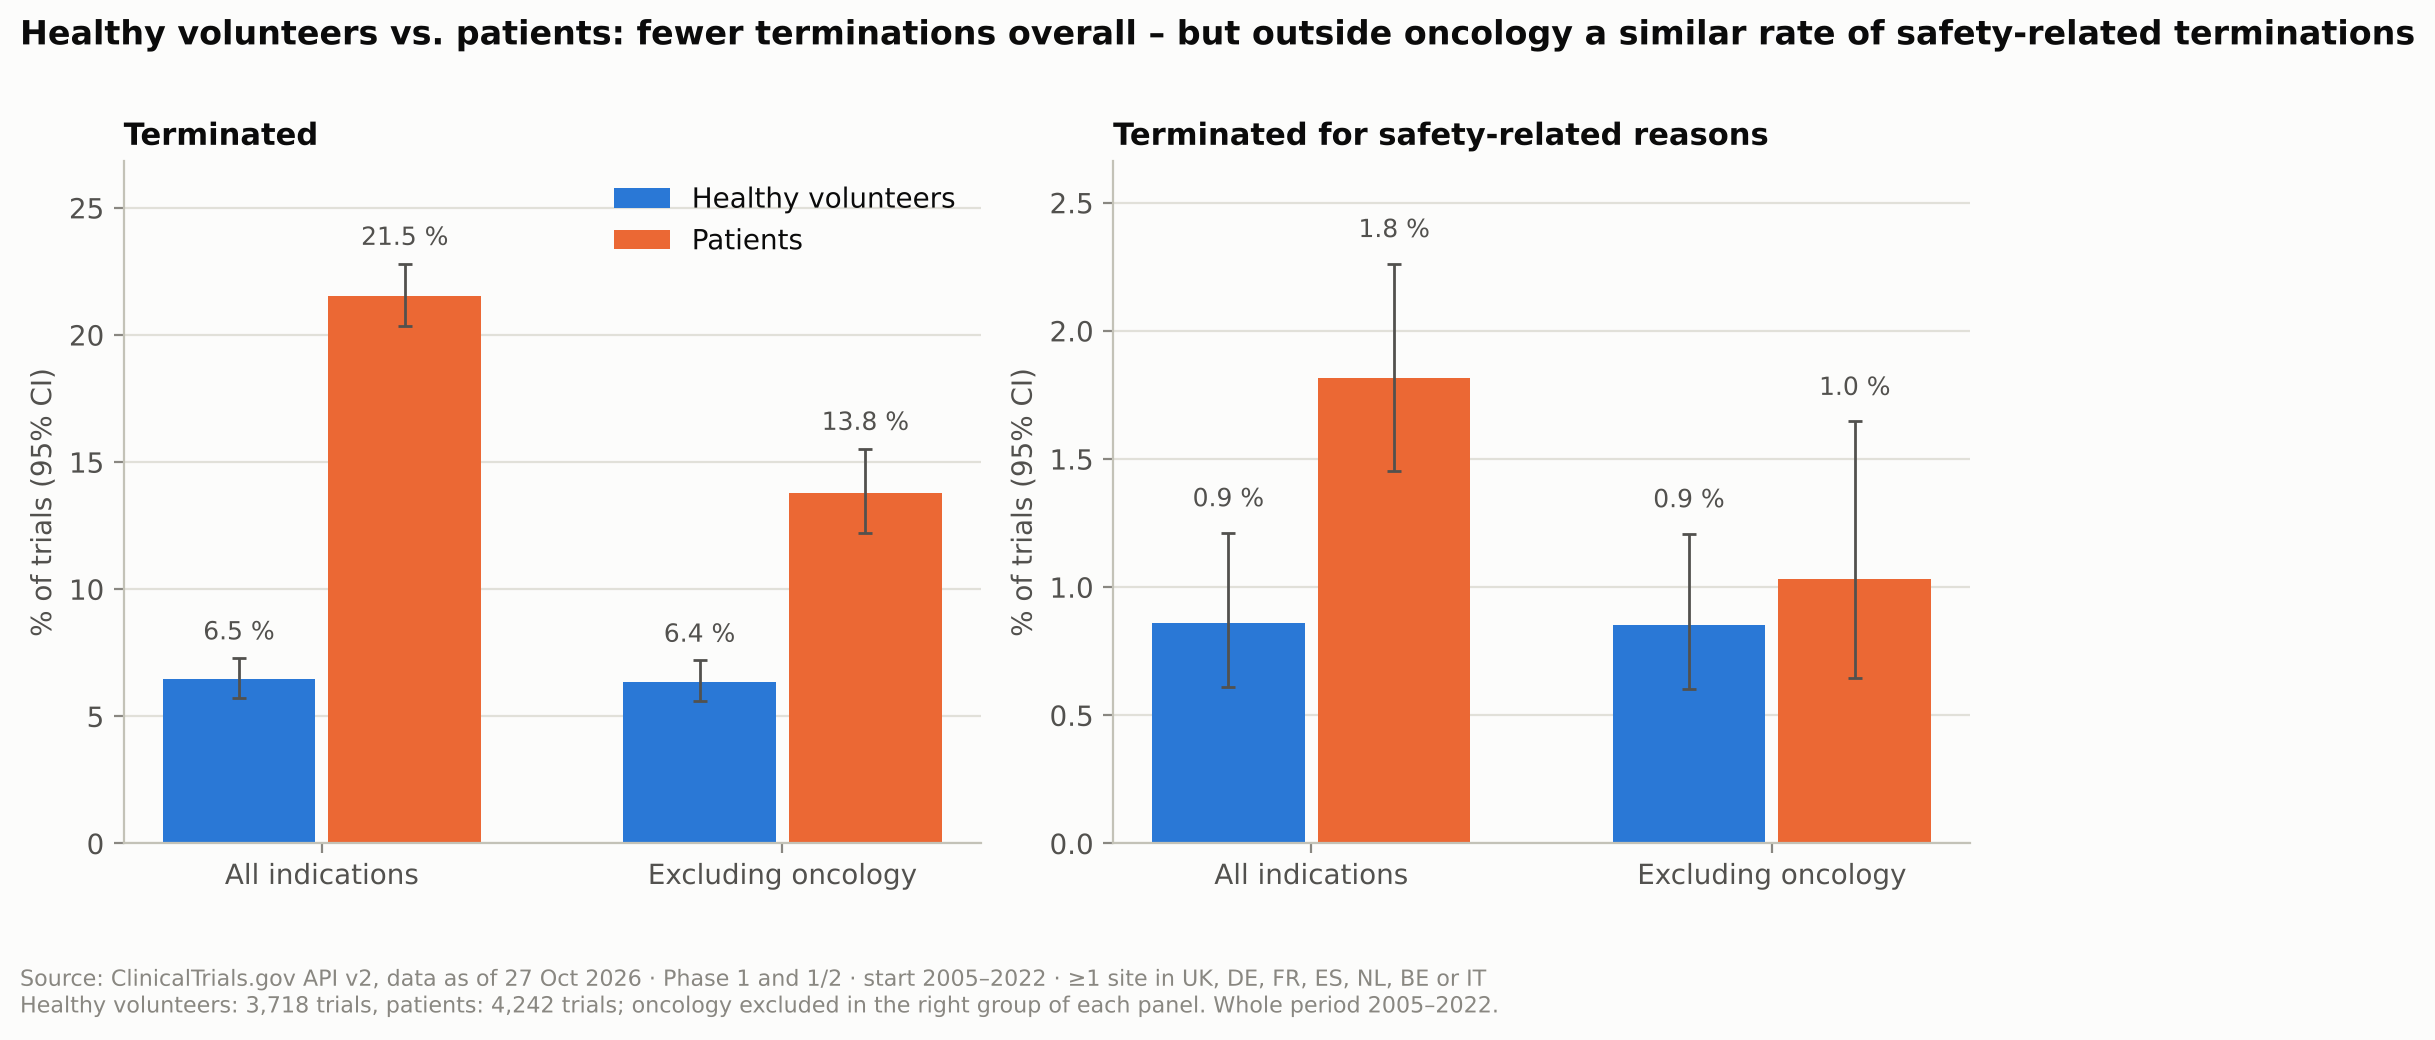 Healthy volunteers vs. patients: fewer terminations overall – but outside oncology a similar rate of safety-related terminations
Terminated
% of trials (95% CI)
25
20
15
10
5
0
Healthy volunteers
Patients
6.5 %
21.5 %
6.4 %
13.8 %
All indications
Excluding oncology
Terminated for safety-related reasons
% of trials (95% CI)
2.5
2.0
1.5
1.0
0.5
0.0
0.9 %
1.8 %
0.9 %
1.0 %
All indications
Excluding oncology
Source: ClinicalTrials.gov API v2, data as of 27 Oct 2026 · Phase 1 and 1/2 · start 2005–2022 · ≥1 site in UK, DE, FR, ES, NL, BE or IT
Healthy volunteers: 3,718 trials, patients: 4,242 trials; oncology excluded in the right group of each panel. Whole period 2005–2022.